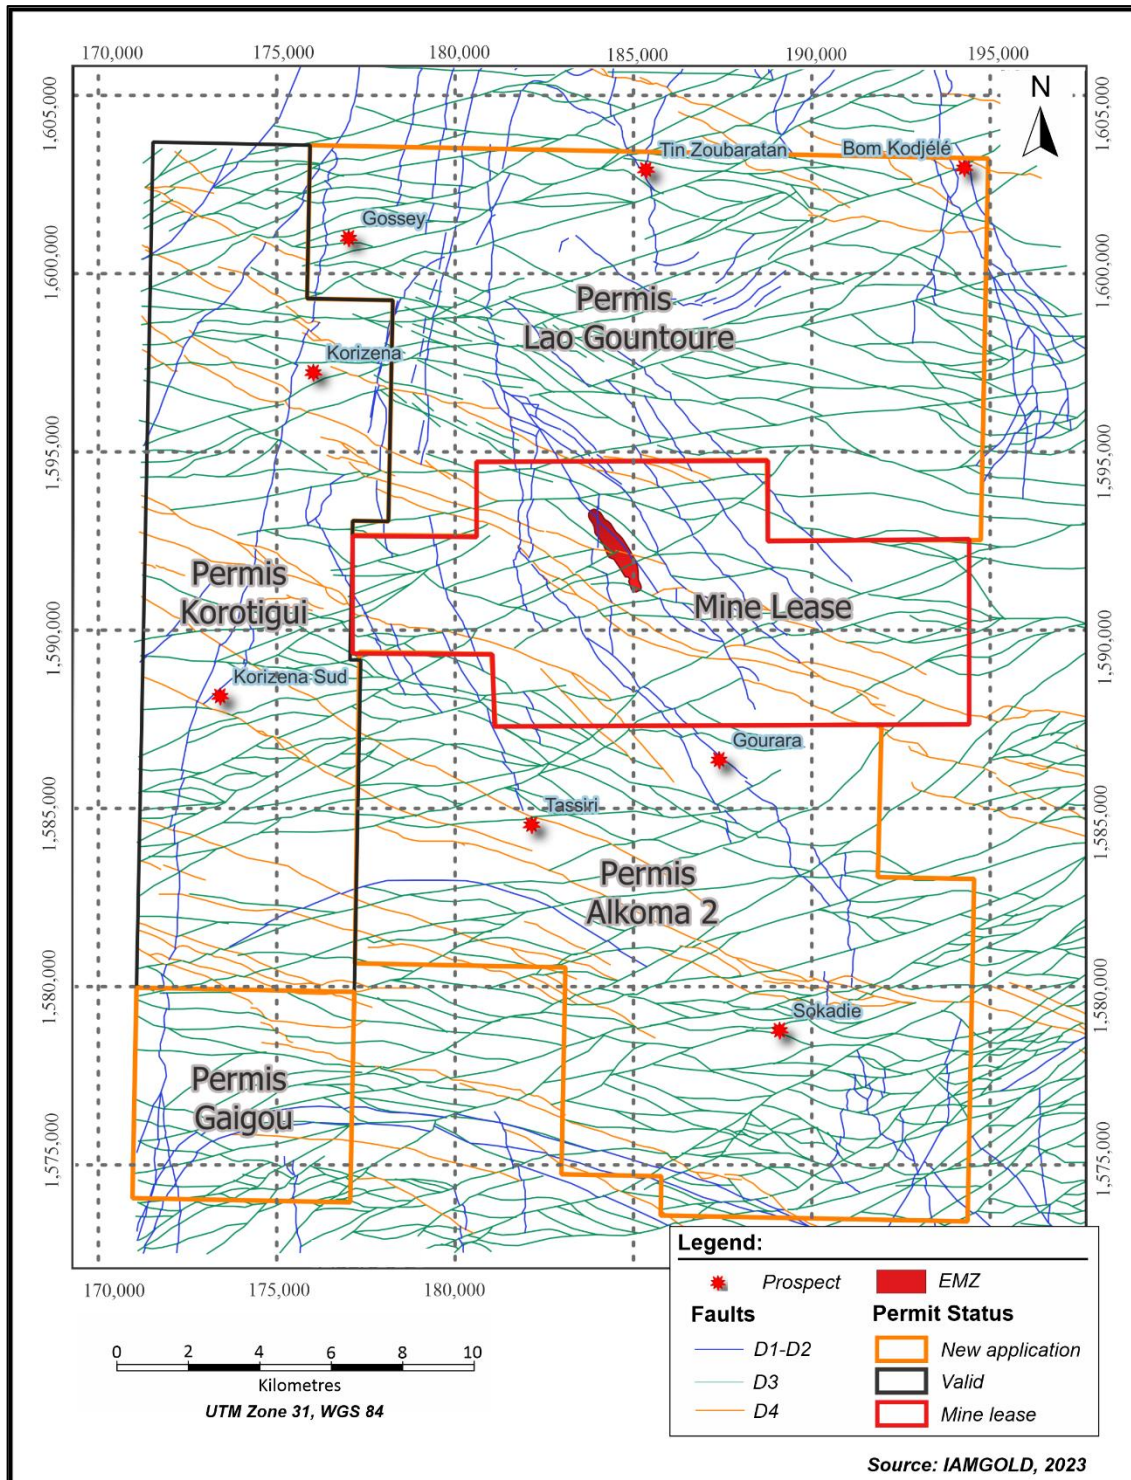 170,000 175,000 180,000 185,000 190,000 195,000
1,605,000
1,605,000
N
Tin Zoubaratan
Bom Kodjélé
Gossey
1,600,000
1,600,000
Permis
Lao Gountoure
Korizena
1,595,000
1,595,000
Permis
Korotigui
Mine Lease
1,590,000
1,590,000
Korizena Sud
Gourara
Tassiri
1,585,000
1,585,000
Permis
Alkoma 2
1,580,000
1,580,000
Sokadie
Permis
Gaigou
1,575,000
1,575,000
170,000 175,000 180,000
Legend:
Prospect
EMZ
Faults
Permit Status
D1-D2
New application
D3
Valid
D4
Mine lease
0 2 4 6 8 10
Kilometres
UTM Zone 31, WGS 84
Source: IAMGOLD, 2023